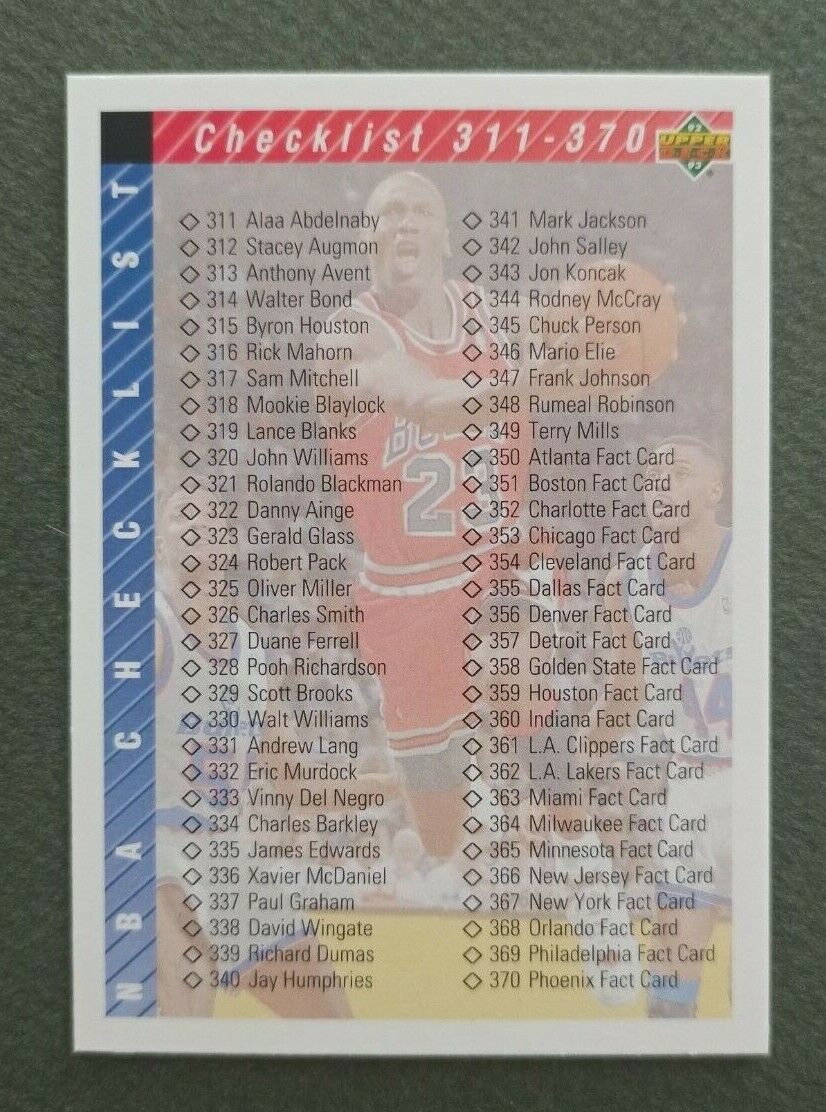 Checklist 311-370
92
UPPER
DECK
93
®
NBA CHECKLIST
311 Alaa Abdelnaby
312 Stacey Augmon
313 Anthony Avent
314 Walter Bond
315 Byron Houston
316 Rick Mahorn
317 Sam Mitchell
318 Mookie Blaylock
319 Lance Blanks
320 John Williams
321 Rolando Blackman
322 Danny Ainge
323 Gerald Glass
324 Robert Pack
325 Oliver Miller
326 Charles Smith
327 Duane Ferrell
328 Pooh Richardson
329 Scott Brooks
330 Walt Williams
331 Andrew Lang
332 Eric Murdock
333 Vinny Del Negro
334 Charles Barkley
335 James Edwards
336 Xavier McDaniel
337 Paul Graham
338 David Wingate
339 Richard Dumas
340 Jay Humphries
341 Mark Jackson
342 John Salley
343 Jon Koncak
344 Rodney McCray
345 Chuck Person
346 Mario Elie
347 Frank Johnson
348 Rumeal Robinson
349 Terry Mills
350 Atlanta Fact Card
351 Boston Fact Card
352 Charlotte Fact Card
353 Chicago Fact Card
354 Cleveland Fact Card
355 Dallas Fact Card
356 Denver Fact Card
357 Detroit Fact Card
358 Golden State Fact Card
359 Houston Fact Card
360 Indiana Fact Card
361 L.A. Clippers Fact Card
362 L.A. Lakers Fact Card
363 Miami Fact Card
364 Milwaukee Fact Card
365 Minnesota Fact Card
366 New Jersey Fact Card
367 New York Fact Card
368 Orlando Fact Card
369 Philadelphia Fact Card
370 Phoenix Fact Card
23
14